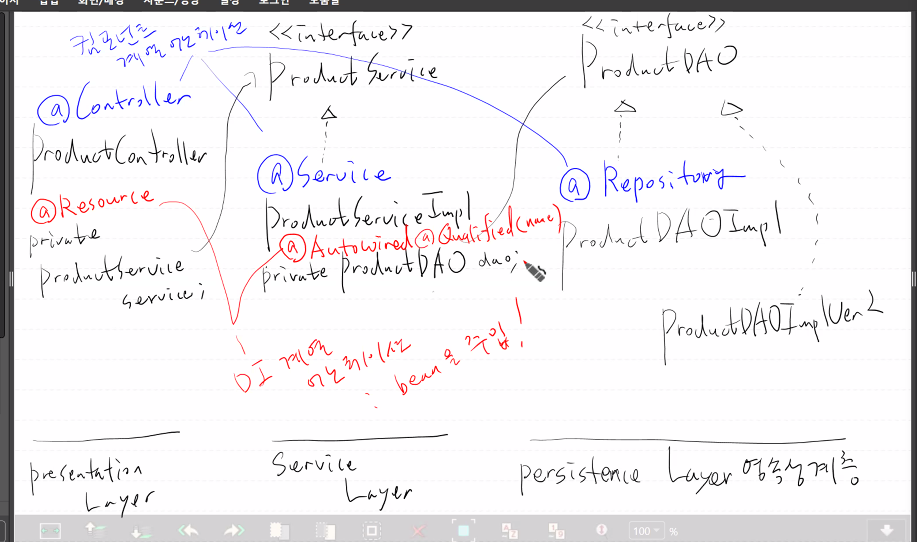 컴포넌트
계열 어노테이션
<<interface>>
ProductService
<<interface>>
ProductDAO
@Controller
ProductController
@Resource
private
ProductService
service;
@Service
ProductServiceImpl
@Autowired @Qualified(name)
private ProductDAO dao;
@Repository
ProductDAOImpl
ProductDAOImplVer2
DI 계열
어노테이션
: bean을 주입!
presentation
Layer
Service
Layer
persistence Layer 영속성계층
100 %